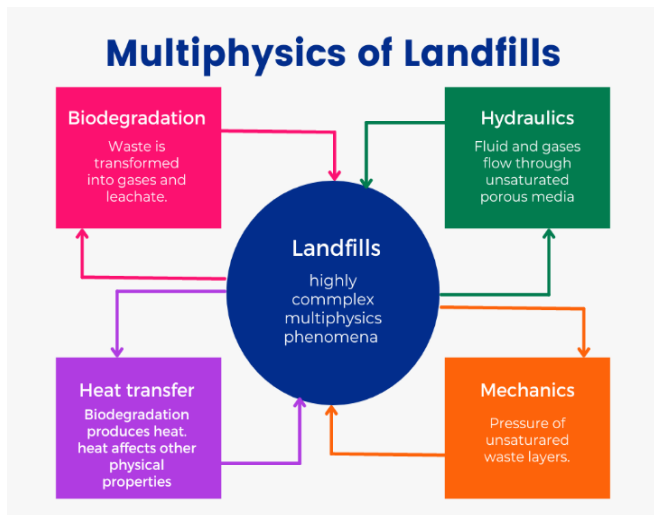 Multiphysics of Landfills
Biodegradation
Waste is
transformed
into gases and
leachate.
Hydraulics
Fluid and gases
flow through
unsaturated
porous media
Landfills
highly
commplex
multiphysics
phenomena
Heat transfer
Biodegradation
produces heat.
heat affects other
physical
properties
Mechanics
Pressure of
unsaturared
waste layers.